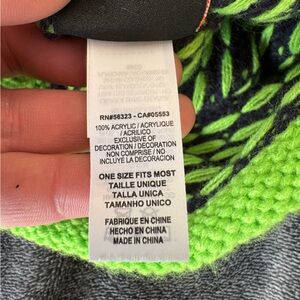 RN#56323 - CA#05553
100% ACRYLIC / ACRYLIQUE
/ ACRILICO
EXCLUSIVE OF
DECORATION / DECORATION
NON COMPRISE / NO
INCLUYE LA DECORACION
ONE SIZE FITS MOST
TAILLE UNIQUE
TALLA UNICA
TAMANHO UNICO
FABRIQUE EN CHINE
HECHO EN CHINA
MADE IN CHINA